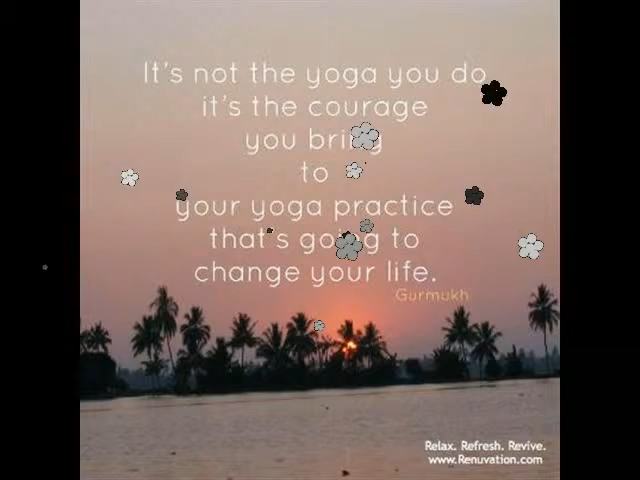 It's not the yoga you do
it's the courage
you bring
to
your yoga practice
that's going to
change your life.
Gurmukh
Relax. Refresh. Revive.
www.Renuvation.com